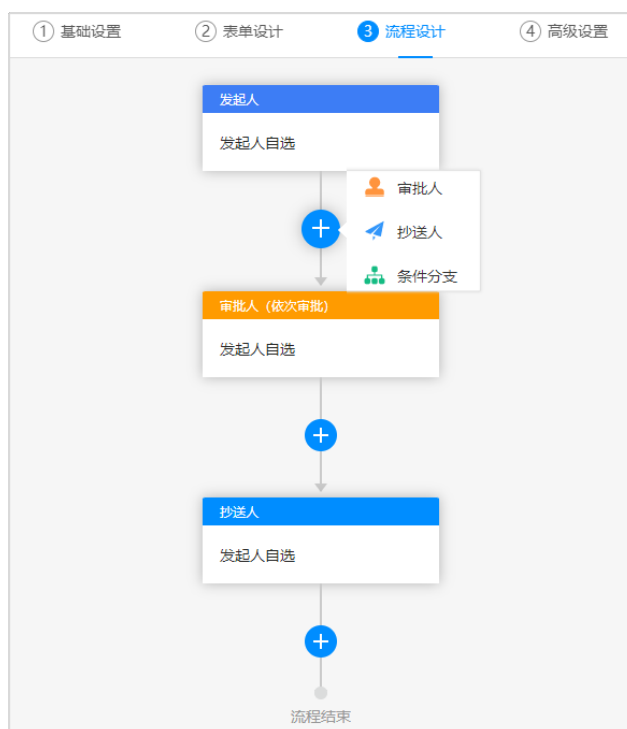 1 基础设置 2 表单设计 3 流程设计 4 高级设置
发起人
发起人自选
审批人
抄送人
条件分支
审批人（依次审批)
发起人自选
抄送人
发起人自选
流程结束